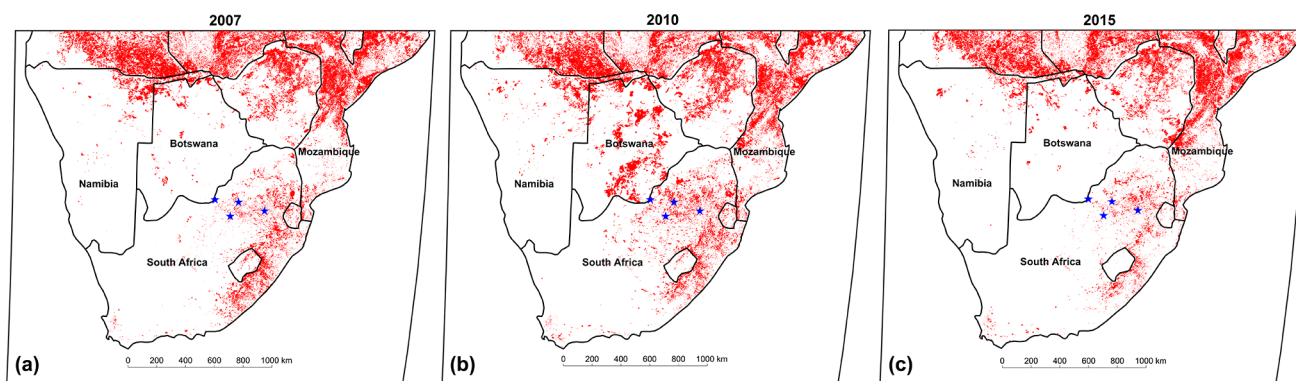 2007
Botswana
Mozambique
Namibia
South Africa
(a)
0 200 400 600 800 1000 km
2010
Botswana
Mozambique
Namibia
South Africa
(b)
0 200 400 600 800 1000 km
2015
Botswana
Mozambique
Namibia
South Africa
(c)
0 200 400 600 800 1000 km